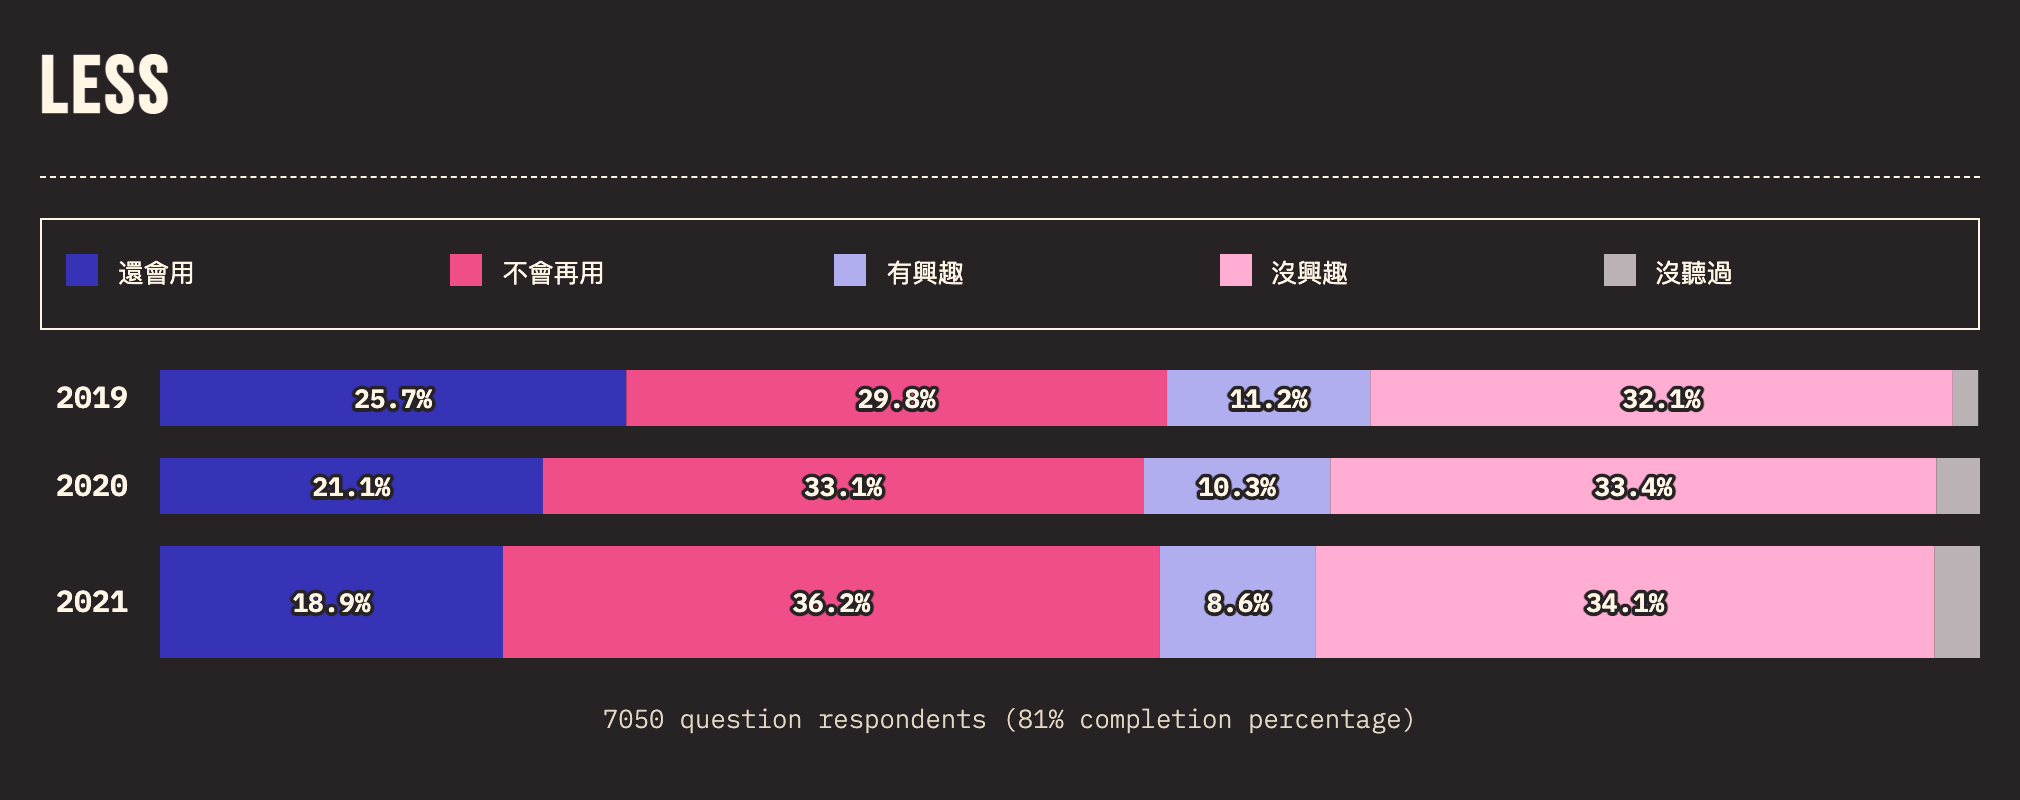 LESS
還會用 不會再用 有興趣 沒興趣 沒聽過
2019 25.7% 29.8% 11.2% 32.1%
2020 21.1% 33.1% 10.3% 33.4%
2021 18.9% 36.2% 8.6% 34.1%
7050 question respondents (81% completion percentage)